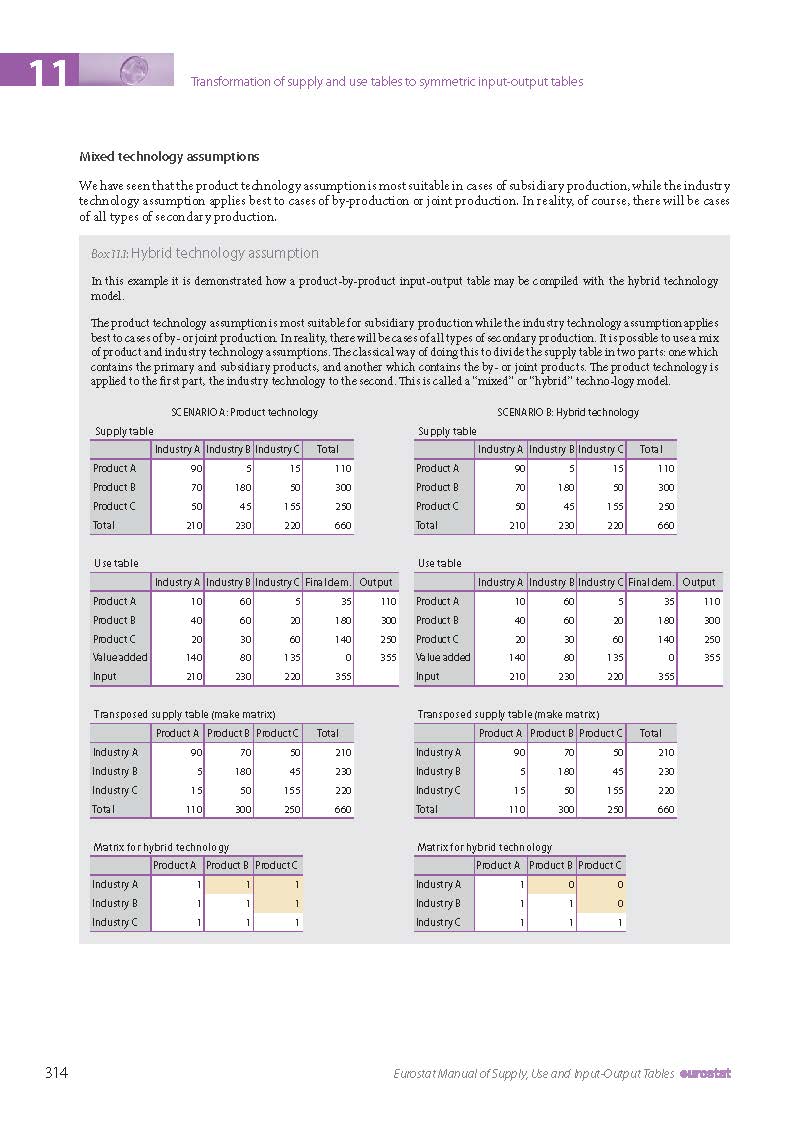 11
Transformation of supply and use tables to symmetric input-output tables
Mixed technology assumptions
We have seen that the product technology assumption is most suitable in cases of subsidiary production, while the industry
technology assumption applies best to cases of by-production or joint production. In reality, of course, there will be cases
of all types of secondary production.
Box 11.1: Hybrid technology assumption
In this example it is demonstrated how a product-by-product input-output table may be compiled with the hybrid technology
model.
The product technology assumption is most suitable for subsidiary production while the industry technology assumption applies
best to cases of by- or joint production. In reality, there will be cases of all types of secondary production. It is possible to use a mix
of product and industry technology assumptions. The classical way of doing this to divide the supply table in two parts: one which
contains the primary and subsidiary products, and another which contains the by- or joint products. The product technology is
applied to the first part, the industry technology to the second. This is called a "mixed" or "hybrid" techno-logy model.
SCENARIO A: Product technology
Supply table
Industry A Industry B Industry C Total
Product A 90 5 15 110
Product B 70 180 50 300
Product C 50 45 155 250
Total 210 230 220 660
Use table
Industry A Industry B Industry C Final dem. Output
Product A 10 60 5 35 110
Product B 40 60 20 180 300
Product C 20 30 60 140 250
Value added 140 80 135 0 355
Input 210 230 220 355
Transposed supply table (make matrix)
Product A Product B Product C Total
Industry A 90 70 50 210
Industry B 5 180 45 230
Industry C 15 50 155 220
Total 110 300 250 660
Matrix for hybrid technology
Product A Product B Product C
Industry A 1 1 1
Industry B 1 1 1
Industry C 1 1 1
SCENARIO B: Hybrid technology
Supply table
Industry A Industry B Industry C Total
Product A 90 5 15 110
Product B 70 180 50 300
Product C 50 45 155 250
Total 210 230 220 660
Use table
Industry A Industry B Industry C Final dem. Output
Product A 10 60 5 35 110
Product B 40 60 20 180 300
Product C 20 30 60 140 250
Value added 140 80 135 0 355
Input 210 230 220 355
Transposed supply table (make matrix)
Product A Product B Product C Total
Industry A 90 70 50 210
Industry B 5 180 45 230
Industry C 15 50 155 220
Total 110 300 250 660
Matrix for hybrid technology
Product A Product B Product C
Industry A 1 0 0
Industry B 1 1 0
Industry C 1 1 1
314
Eurostat Manual of Supply, Use and Input-Output Tables eurostat